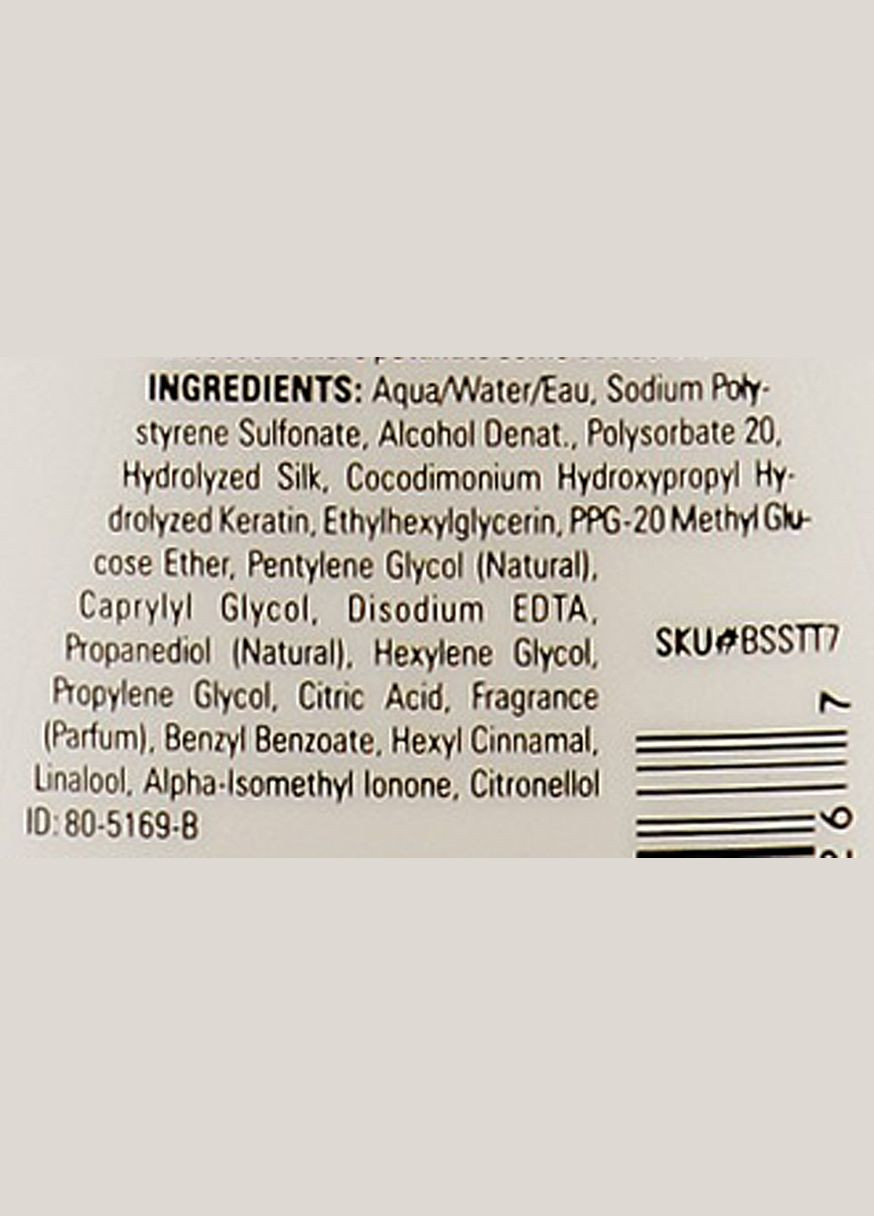 INGREDIENTS: Aqua/Water/Eau, Sodium Poly-
styrene Sulfonate, Alcohol Denat., Polysorbate 20,
Hydrolyzed Silk, Cocodimonium Hydroxypropyl Hy-
drolyzed Keratin, Ethylhexylglycerin, PPG-20 Methyl Glu-
cose Ether, Pentylene Glycol (Natural),
Caprylyl Glycol, Disodium EDTA,
Propanediol (Natural), Hexylene Glycol,
Propylene Glycol, Citric Acid, Fragrance
(Parfum), Benzyl Benzoate, Hexyl Cinnamal,
Linalool, Alpha-Isomethyl Ionone, Citronellol
ID: 80-5169-B
SKU#BSSTT7
7
6